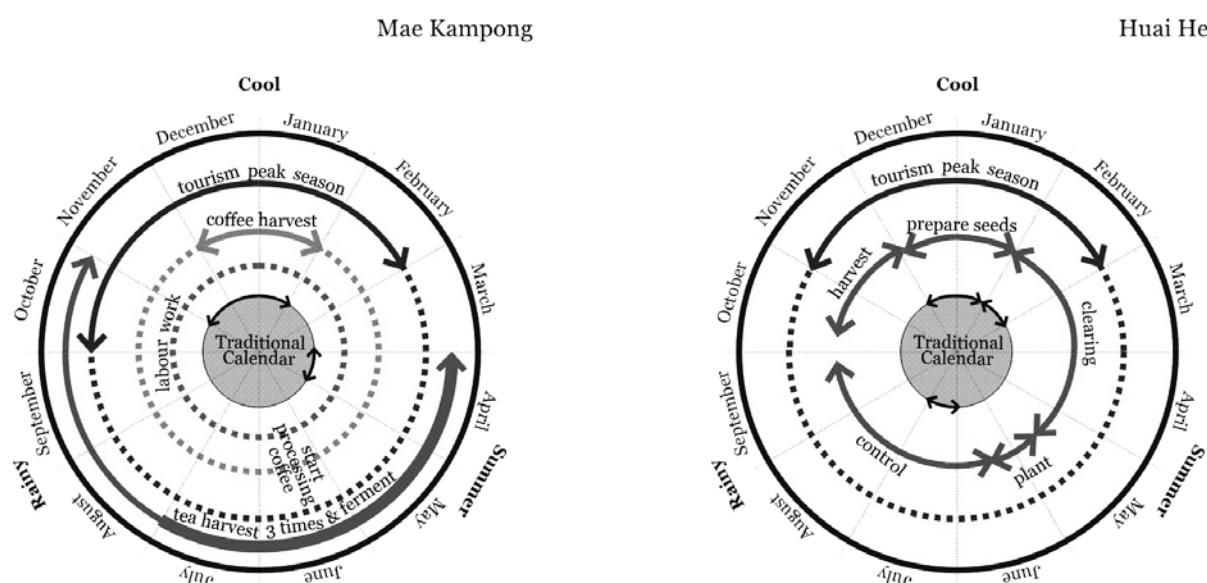 Mae Kampong
Cool
December
January
November
February
October
March
September
April
Rainy
Summer
August
May
July
June
tourism peak season
coffee harvest
labour work
Traditional
Calendar
start
processing
coffee
tea harvest 3 times & ferment
Huai He
Cool
December
January
November
February
October
March
September
April
Rainy
Summer
August
May
July
June
tourism peak season
prepare seeds
harvest
clearing
Traditional
Calendar
control
plant